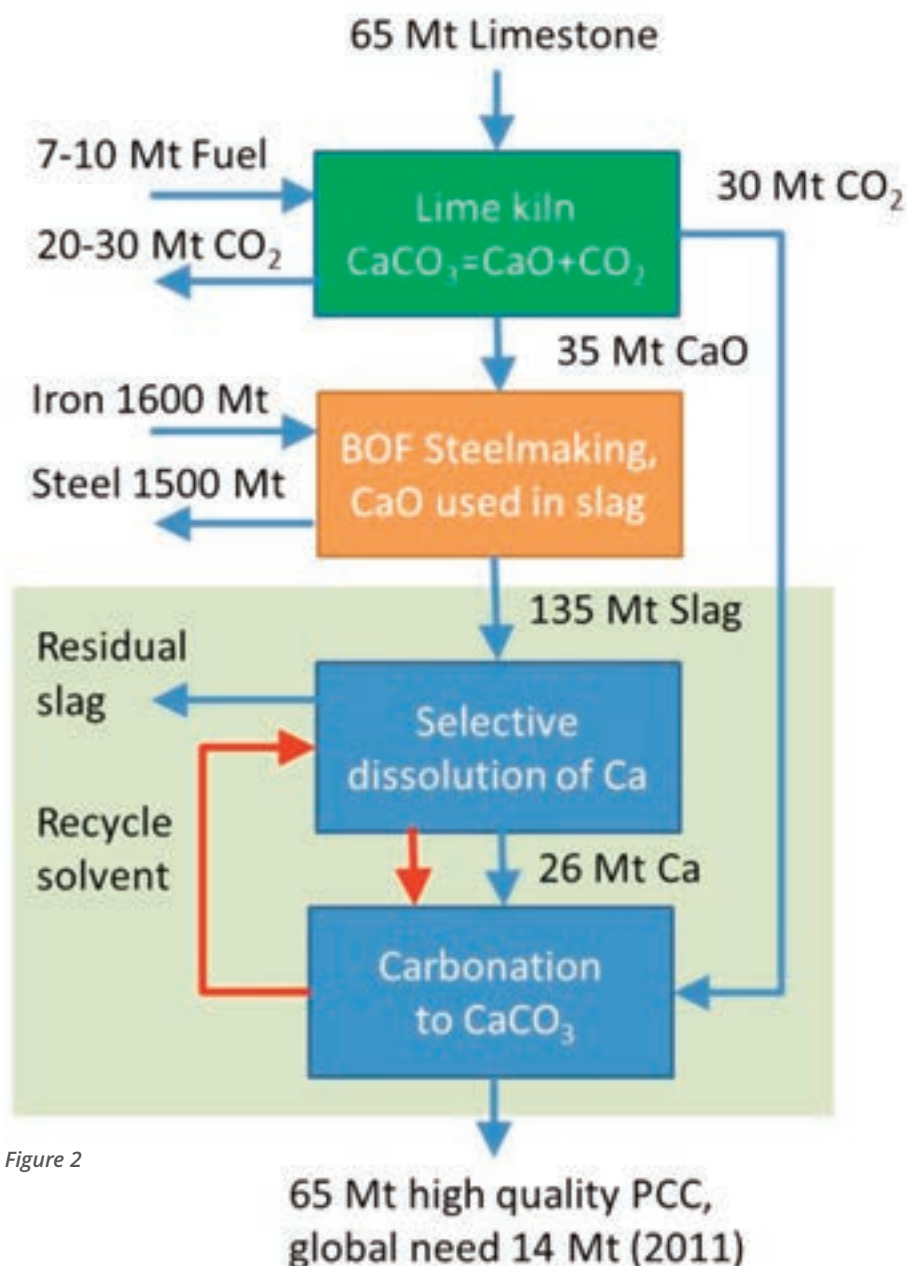 65 Mt Limestone
7-10 Mt Fuel
30 Mt CO₂
Lime kiln
20-30 Mt CO₂
CaCO₃=CaO+CO₂
35 Mt CaO
Iron 1600 Mt
BOF Steelmaking,
Steel 1500 Mt
CaO used in slag
135 Mt Slag
Residual
slag
Selective
dissolution of Ca
Recycle
solvent
26 Mt Ca
Carbonation
to CaCO₃
Figure 2
65 Mt high quality PCC,
global need 14 Mt (2011)